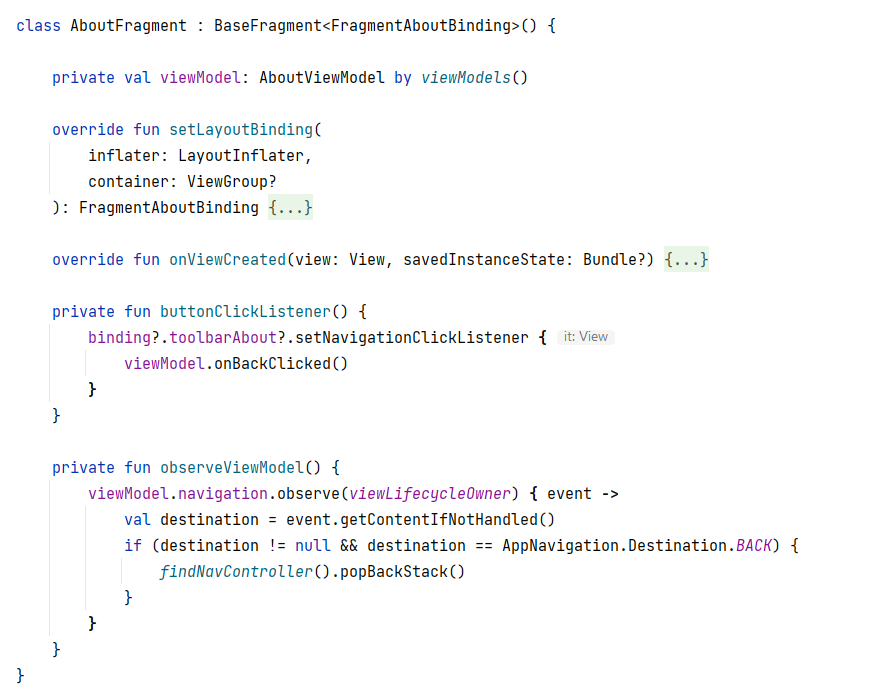 class AboutFragment : BaseFragment<FragmentAboutBinding>() {
private val viewModel: AboutViewModel by viewModels()
override fun setLayoutBinding(
inflater: LayoutInflater,
container: ViewGroup?
): FragmentAboutBinding {...}
override fun onViewCreated(view: View, savedInstanceState: Bundle?) {...}
private fun buttonClickListener() {
binding?.toolbarAbout?.setNavigationClickListener { it: View
viewModel.onBackClicked()
}
}
private fun observeViewModel() {
viewModel.navigation.observe(viewLifecycleOwner) { event ->
val destination = event.getContentIfNotHandled()
if (destination != null && destination == AppNavigation.Destination.BACK) {
findNavController().popBackStack()
}
}
}
}